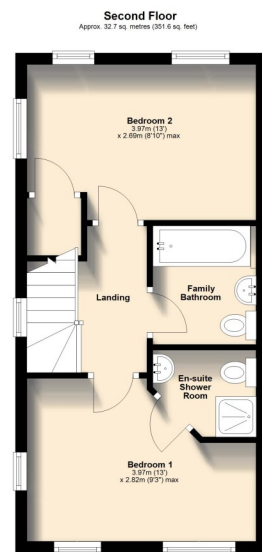 Second Floor
Approx. 32.7 sq. metres (351.6 sq. feet)
Bedroom 2
3.97m (13')
x 2.69m (8'10") max
Landing
Family
Bathroom
En-suite
Shower
Room
Bedroom 1
3.97m (13')
x 2.82m (9'3") max